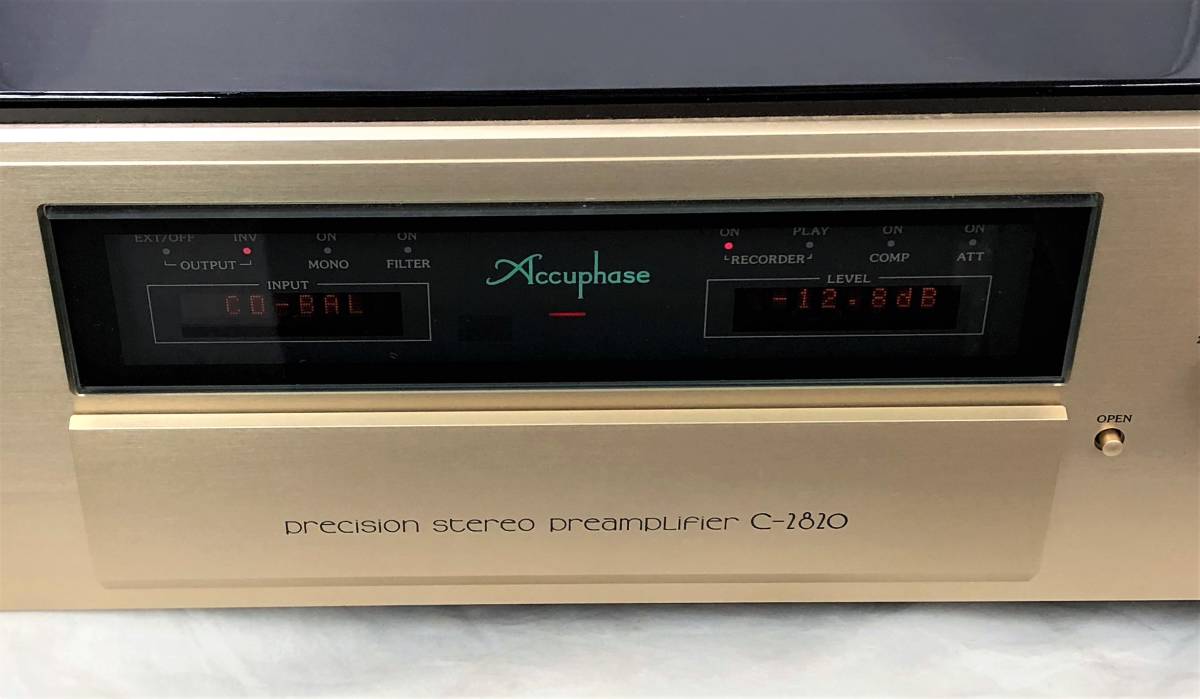 EXT/OFF INV ON ON
OUTPUT MONO FILTER
INPUT
CD-BAL
Accuphase
ON PLAY ON ON
RECORDER COMP ATT
LEVEL
-12.8dB
OPEN
precision stereo preamplifier C-2820